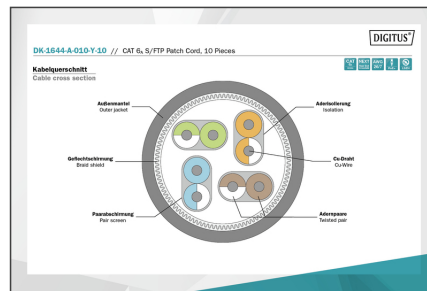 DIGITUS®
DK-1644-A-010-Y-10 // CAT 6A S/FTP Patch Cord, 10 Pieces
Kabelquerschnitt
Cable cross section
Außenmantel
Outer jacket
Aderisolierung
Isolation
Geflechtschirmung
Braid shield
Cu-Draht
Cu-Wire
Paarabschirmung
Pair screen
Adernpaare
Twisted pair